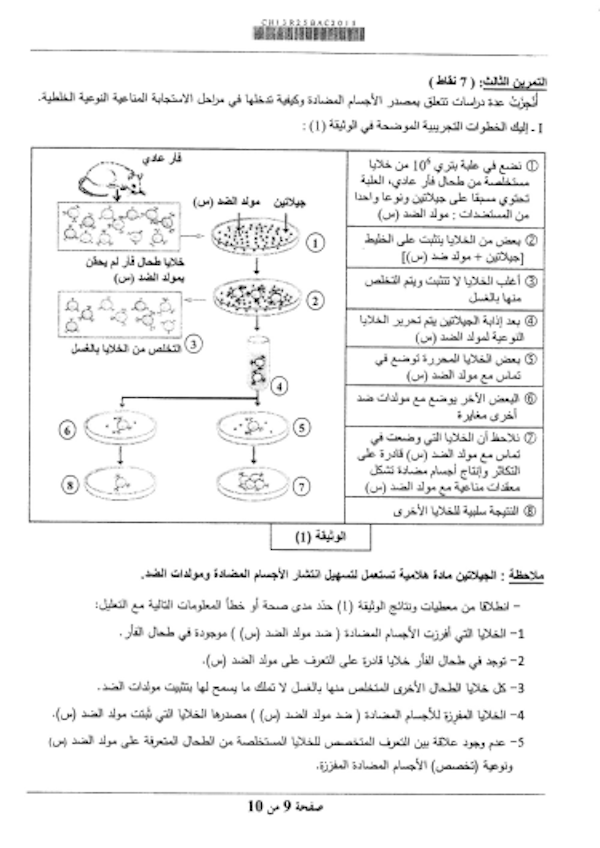 CH13R25BAC2013
التمرين الثالث: ( 7 نقاط )
أنجزتْ عدة دراسات تتعلق بمصدر الأجسام المضادة وكيفية تدخلها في مراحل الاستجابة المناعية النوعية الخلطية.
I - إليك الخطوات التجريبية الموضحة في الوثيقة (1) :
فأر عادي
جيلاتين
مولد الضد (س)
خلايا طحال فأر لم يحقن
بمولد الضد (س)
1
2
3 التخلص من الخلايا بالغسل
4
6
5
8
7
① نضع في علبة بتري 10⁶ من خلايا
مستخلصة من طحال فأر عادي، العلبة
تحتوي مسبقا على جيلاتين ونوعا واحدا
من المستضدات : مولد الضد (س)
② بعض من الخلايا يتثبت على الخليط
[جيلاتين + مولد ضد (س)]
③ أغلب الخلايا لا تتثبت ويتم التخلص
منها بالغسل
④ بعد إذابة الجيلاتين يتم تحرير الخلايا
النوعية لمولد الضد (س)
⑤ بعض الخلايا المحررة توضع في
تماس مع مولد الضد (س)
⑥ البعض الآخر يوضع مع مولدات ضد
أخرى مغايرة
⑦ نلاحظ أن الخلايا التي وضعت في
تماس مع مولد الضد (س) قادرة على
التكاثر وإنتاج أجسام مضادة تشكل
معقدات مناعية مع مولد الضد (س)
⑧ النتيجة سلبية للخلايا الأخرى
الوثيقة (1)
ملاحظة : الجيلاتين مادة هلامية تستعمل لتسهيل انتشار الأجسام المضادة ومولدات الضد.
- انطلاقا من معطيات ونتائج الوثيقة (1) حدّد مدى صحة أو خطأ المعلومات التالية مع التعليل:
1- الخلايا التي أفرزت الأجسام المضادة ( ضد مولد الضد (س) ) موجودة في طحال الفأر.
2- توجد في طحال الفأر خلايا قادرة على التعرف على مولد الضد (س).
3- كل خلايا الطحال الأخرى المتخلص منها بالغسل لا تملك ما يسمح لها بتثبيت مولدات الضد.
4- الخلايا المفرزة للأجسام المضادة ( ضد مولد الضد (س) ) مصدرها الخلايا التي ثبتت مولد الضد (س).
5- عدم وجود علاقة بين التعرف المتخصص للخلايا المستخلصة من الطحال المتعرفة على مولد الضد (س)
ونوعية (تخصص) الأجسام المضادة المفرزة.
صفحة 9 من 10